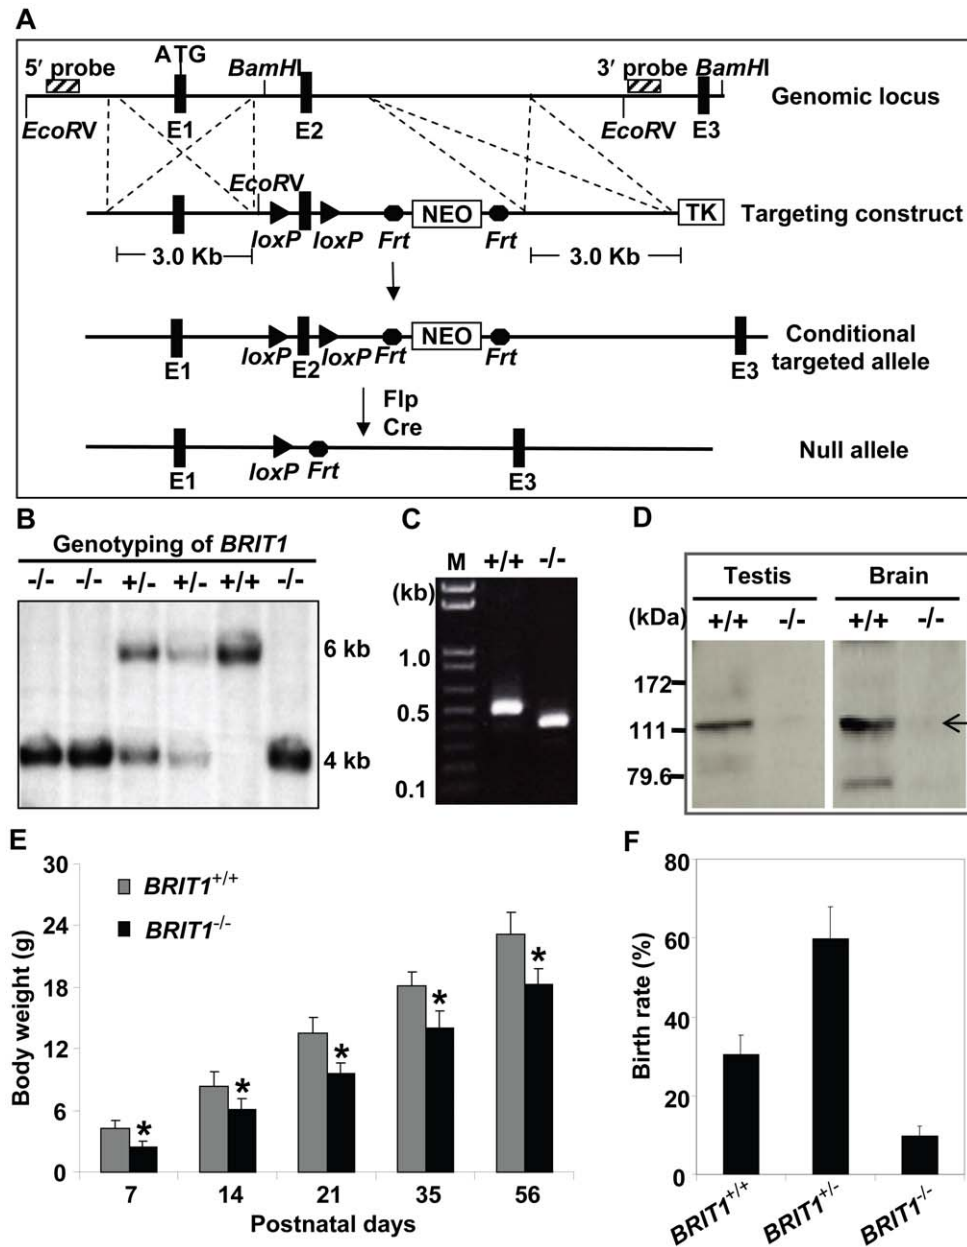 A
5′ probe
ATG
BamHI
3′ probe
BamHI
Genomic locus
EcoRV
E1
E2
EcoRV
E3
EcoRV
NEO
TK
Targeting construct
loxP
loxP
Frt
Frt
3.0 Kb
3.0 Kb
NEO
Conditional
targeted allele
E1
loxP
E2
loxP
Frt
Frt
E3
Flp
Cre
Null allele
E1
loxP
Frt
E3
B
Genotyping of BRIT1
-/- -/- +/- +/- +/+ -/-
6 kb
4 kb
C
M +/+ -/-
(kb)
1.0
0.5
0.1
D
Testis
Brain
(kDa)
+/+ -/- +/+ -/-
172
111
79.6
E
30
24
18
12
6
0
Body weight (g)
BRIT1+/+
BRIT1-/-
*
*
*
*
*
7 14 21 35 56
Postnatal days
F
80
60
40
20
0
Birth rate (%)
BRIT1+/+
BRIT1+/-
BRIT1-/-